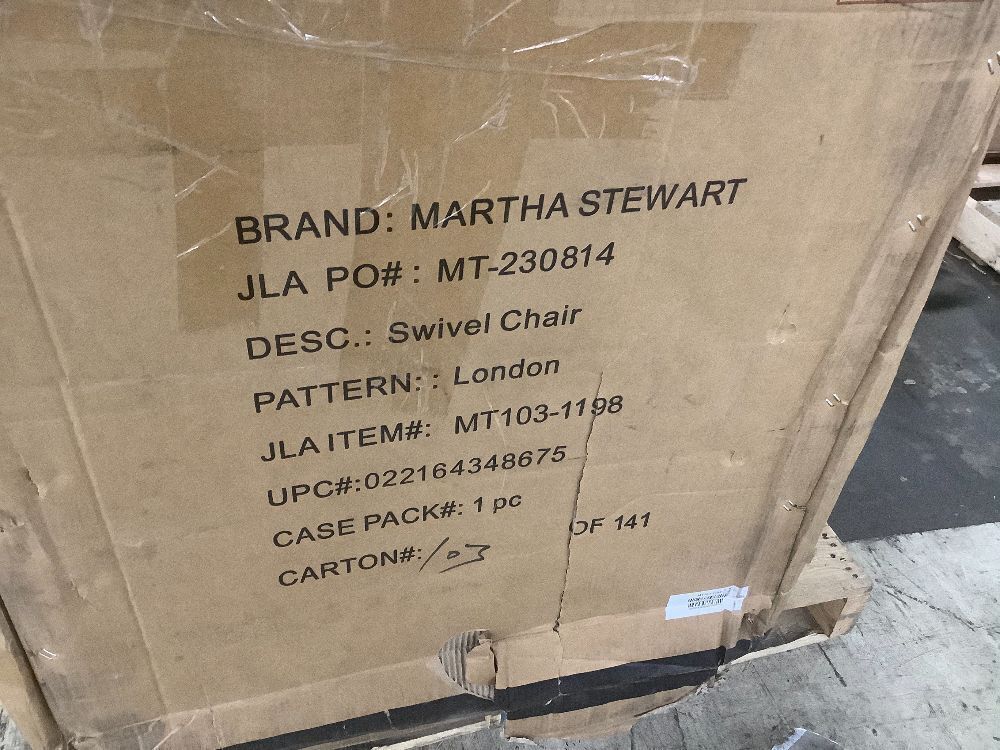 BRAND: MARTHA STEWART
JLA PO#: MT-230814
DESC.: Swivel Chair
PATTERN: : London
JLA ITEM#: MT103-1198
UPC#:022164348675
CASE PACK#: 1 pc
CARTON#:103 OF 141